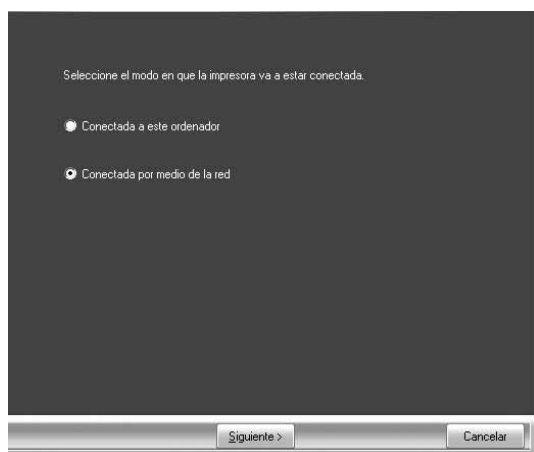 Seleccione el modo en que la impresora va a estar conectada.
Conectada a este ordenador
Conectada por medio de la red
Siguiente >
Cancelar